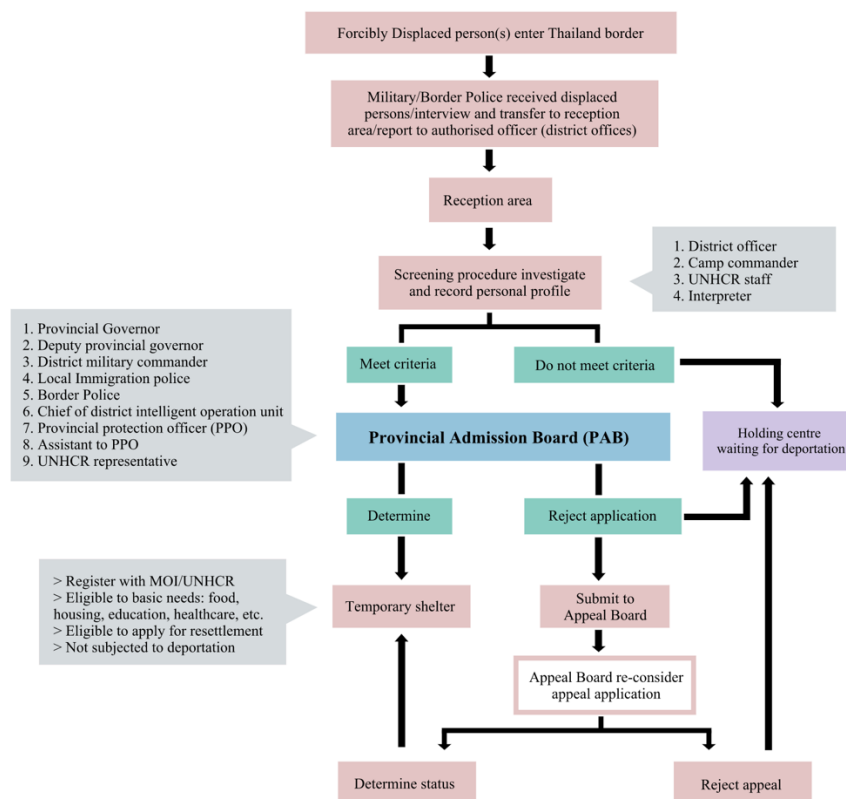 Forcibly Displaced person(s) enter Thailand border
Military/Border Police received displaced
persons/interview and transfer to reception
area/report to authorised officer (district offices)
Reception area
Screening procedure investigate
and record personal profile
1. District officer
2. Camp commander
3. UNHCR staff
4. Interpreter
1. Provincial Governor
2. Deputy provincial governor
3. District military commander
4. Local Immigration police
5. Border Police
6. Chief of district intelligent operation unit
7. Provincial protection officer (PPO)
8. Assistant to PPO
9. UNHCR representative
Meet criteria
Do not meet criteria
Provincial Admission Board (PAB)
Holding centre
waiting for deportation
Determine
Reject application
> Register with MOI/UNHCR
> Eligible to basic needs: food,
housing, education, healthcare, etc.
> Eligible to apply for resettlement
> Not subjected to deportation
Temporary shelter
Submit to
Appeal Board
Appeal Board re-consider
appeal application
Determine status
Reject appeal